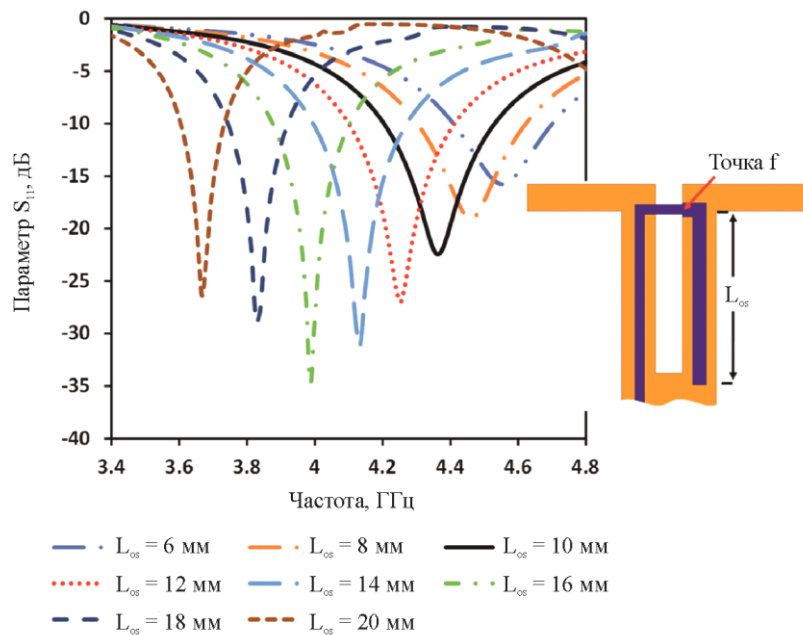 Параметр S₁₁, дБ
0
-5
-10
-15
-20
-25
-30
-35
-40
3.4 3.6 3.8 4 4.2 4.4 4.6 4.8
Частота, ГГц
Точка f
Lₒₛ
Lₒₛ = 6 мм Lₒₛ = 8 мм Lₒₛ = 10 мм
Lₒₛ = 12 мм Lₒₛ = 14 мм Lₒₛ = 16 мм
Lₒₛ = 18 мм Lₒₛ = 20 мм